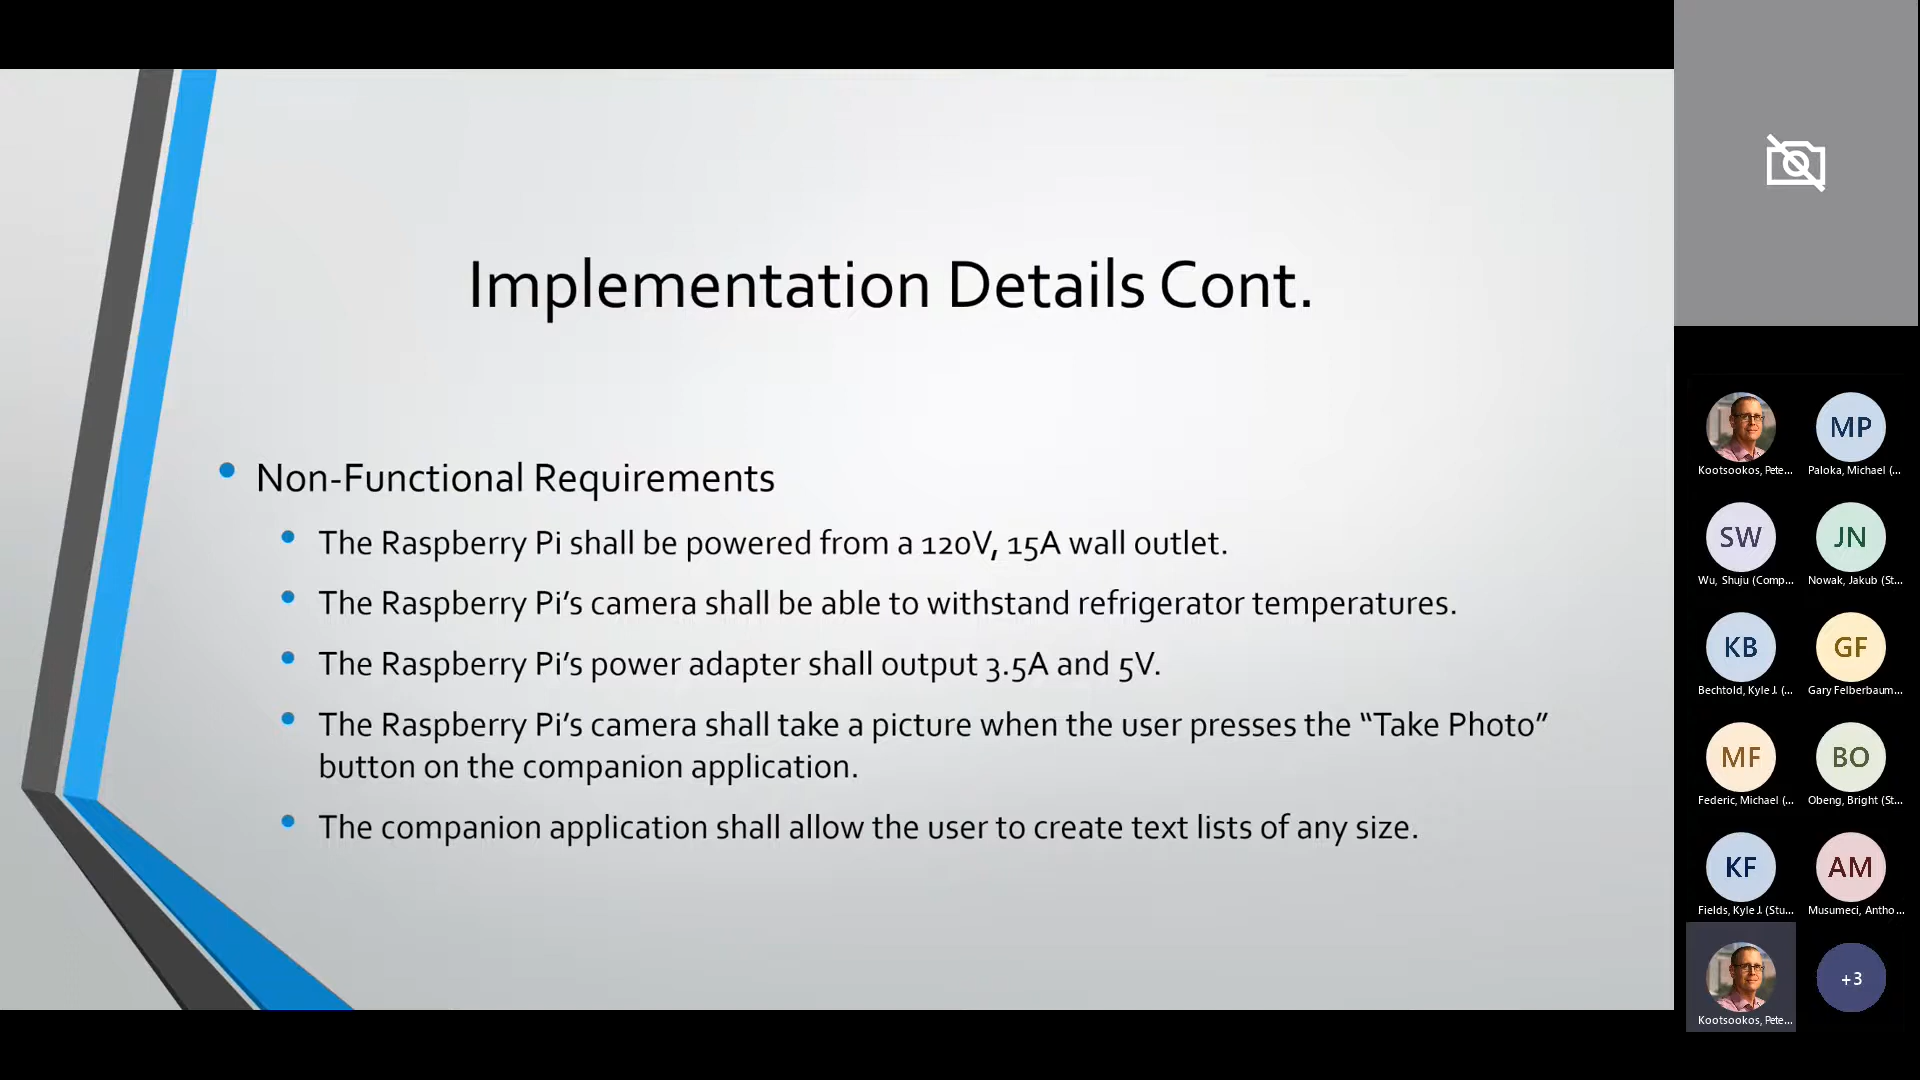 Implementation Details Cont.
Non-Functional Requirements
The Raspberry Pi shall be powered from a 120V, 15A wall outlet.
The Raspberry Pi’s camera shall be able to withstand refrigerator temperatures.
The Raspberry Pi’s power adapter shall output 3.5A and 5V.
The Raspberry Pi’s camera shall take a picture when the user presses the “Take Photo”
button on the companion application.
The companion application shall allow the user to create text lists of any size.
MP
Kootsookos, Pete...
Paloka, Michael (...
SW
JN
Wu, Shuju (Comp...
Nowak, Jakub (St...
KB
GF
Bechtold, Kyle J. (...
Gary Felberbaum...
MF
BO
Federic, Michael (...
Obeng, Bright (St...
KF
AM
Fields, Kyle J. (Stu...
Musumeci, Antho...
+3
Kootsookos, Pete...